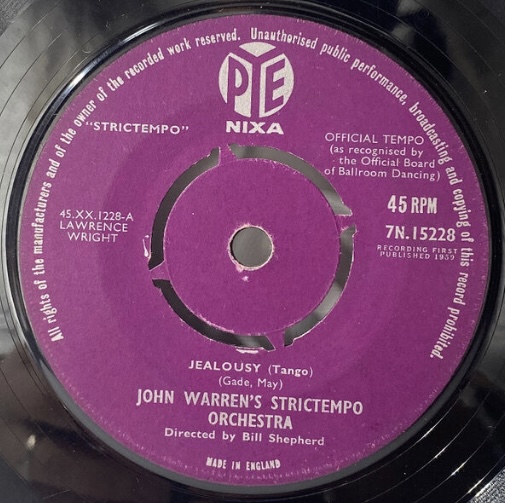 All rights of the manufacturers and of the owner of the recorded work reserved. Unauthorised public performance, broadcasting and copying of this record prohibited.
PYE
NIXA
"STRICTEMPO"
OFFICIAL TEMPO
(as recognised by
the Official Board
of Ballroom Dancing)
45.XX.1228-A
LAWRENCE
WRIGHT
45 RPM
7N.15228
RECORDING FIRST
PUBLISHED 1959
JEALOUSY (Tango)
(Gade, May)
JOHN WARREN'S STRICTEMPO
ORCHESTRA
Directed by Bill Shepherd
MADE IN ENGLAND